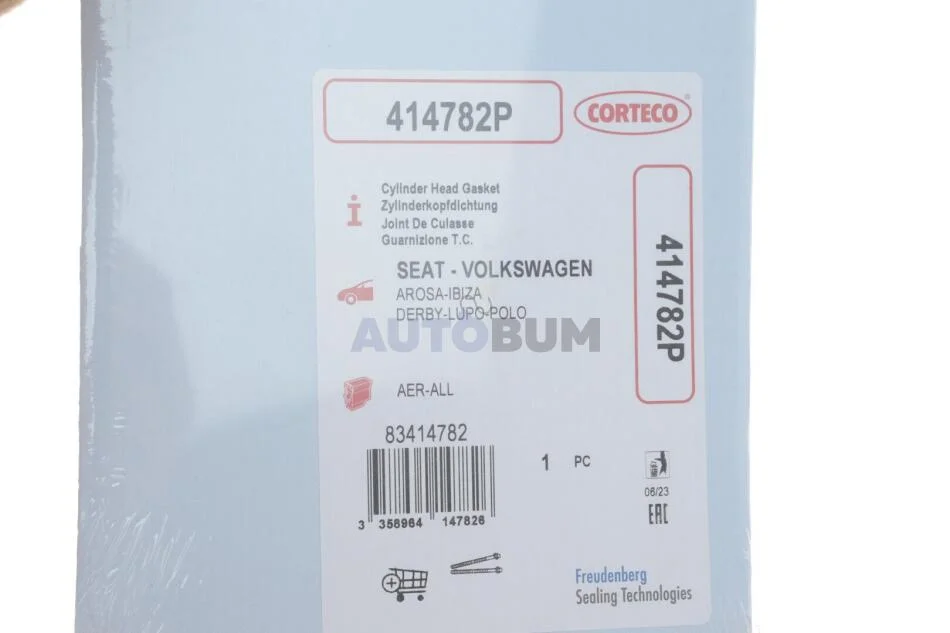 414782P
CORTECO®
Cylinder Head Gasket
Zylinderkopfdichtung
Joint De Culasse
Guarnizione T.C.
414782P
SEAT - VOLKSWAGEN
AROSA-IBIZA
DERBY-LUPO-POLO
AUTOBUM
AER-ALL
83414782
1 PC
3 358964 147826
06/23
EAC
Freudenberg
Sealing Technologies